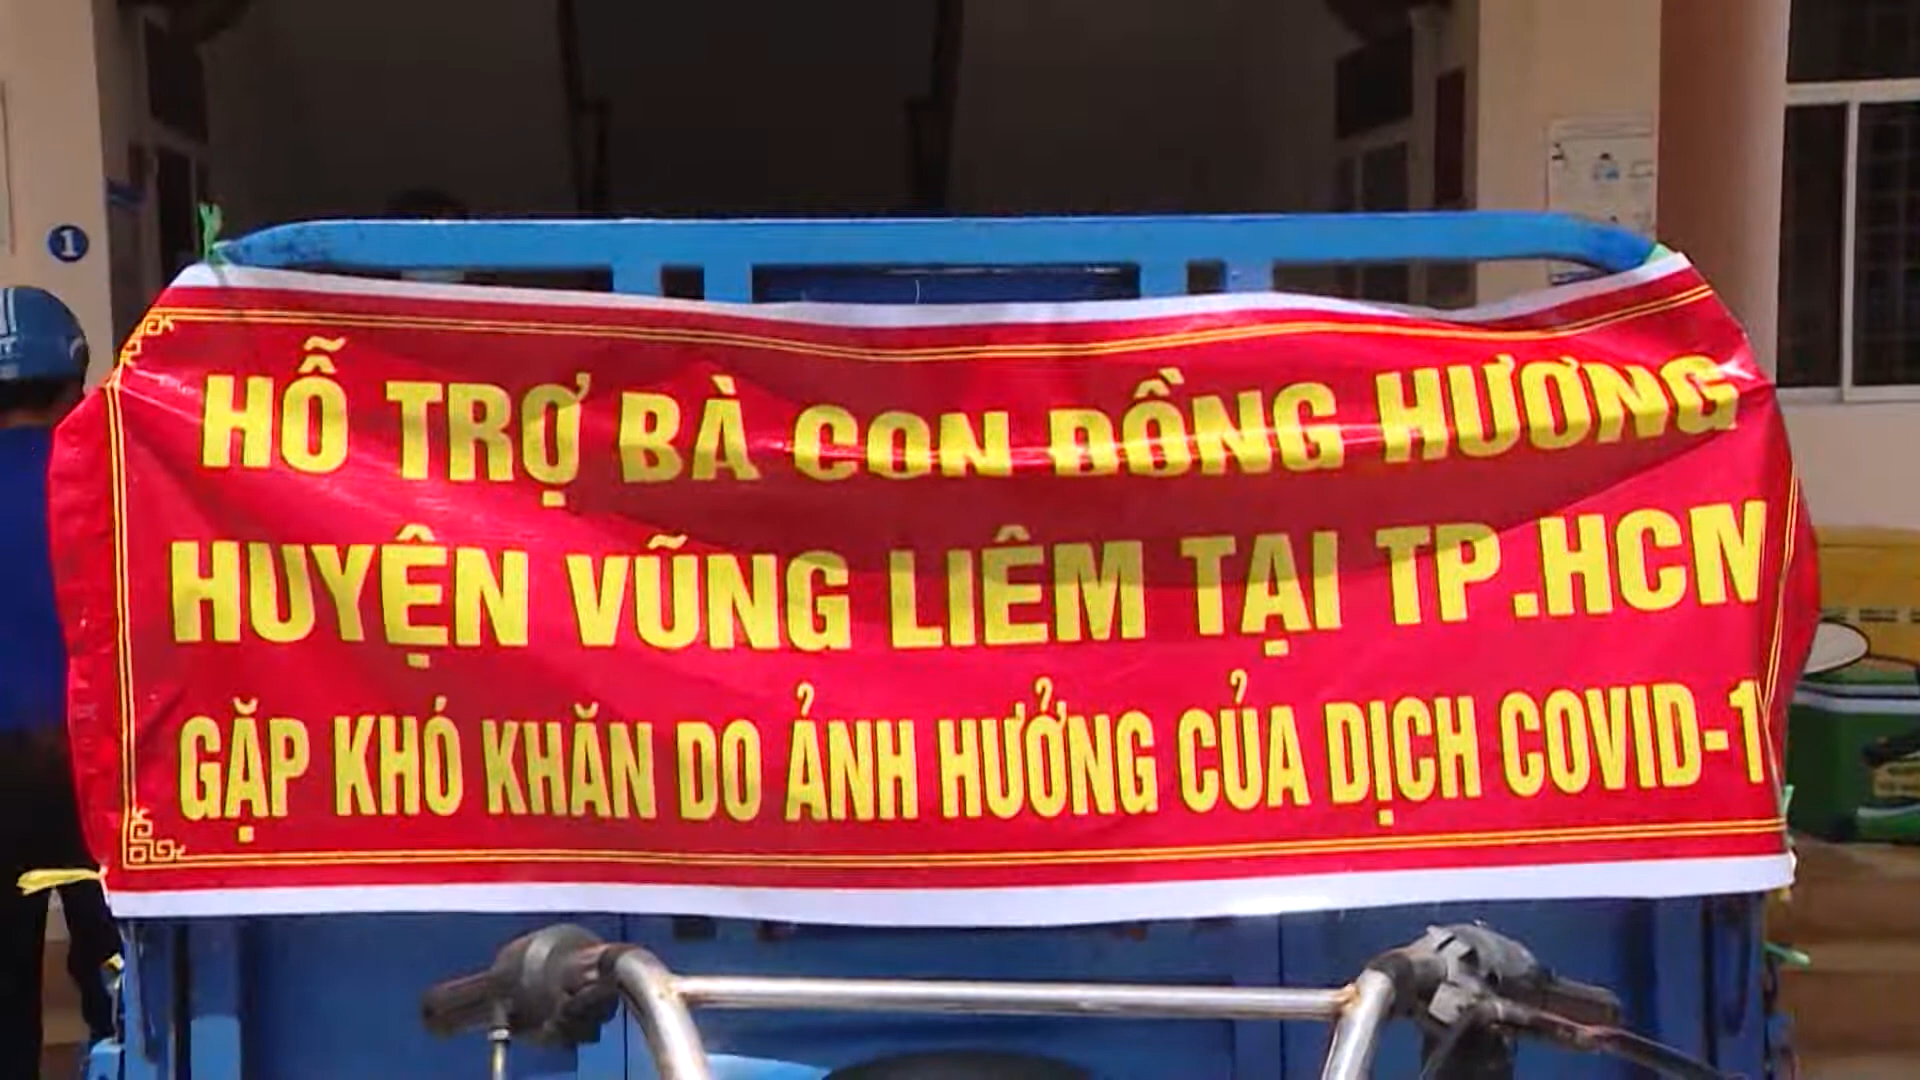 1
HỖ TRỢ BÀ CON ĐỒNG HƯƠNG
HUYỆN VŨNG LIÊM TẠI TP.HCM
GẶP KHÓ KHĂN DO ẢNH HƯỞNG CỦA DỊCH COVID-1